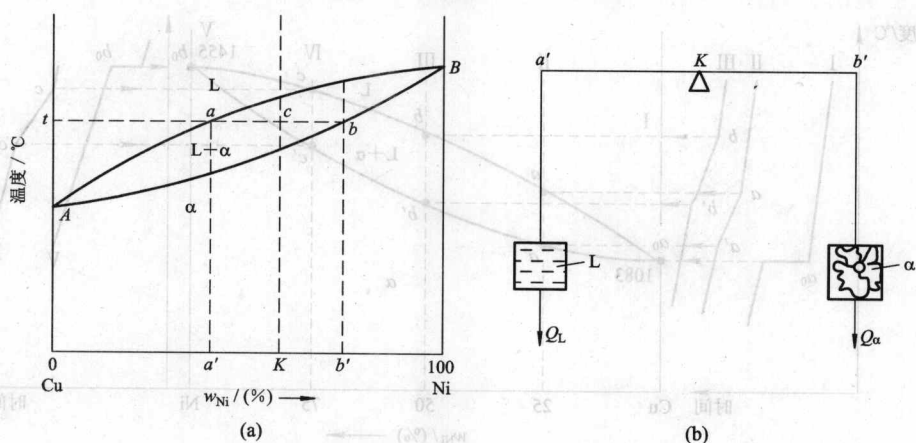 B
L
t
a
c
b
L+α
温度 / ℃
A
α
0
a′
K
b′
100
Cu
Ni
w_Ni / (%)
(a)
a′
K
b′
L
α
Q_L
Q_α
(b)